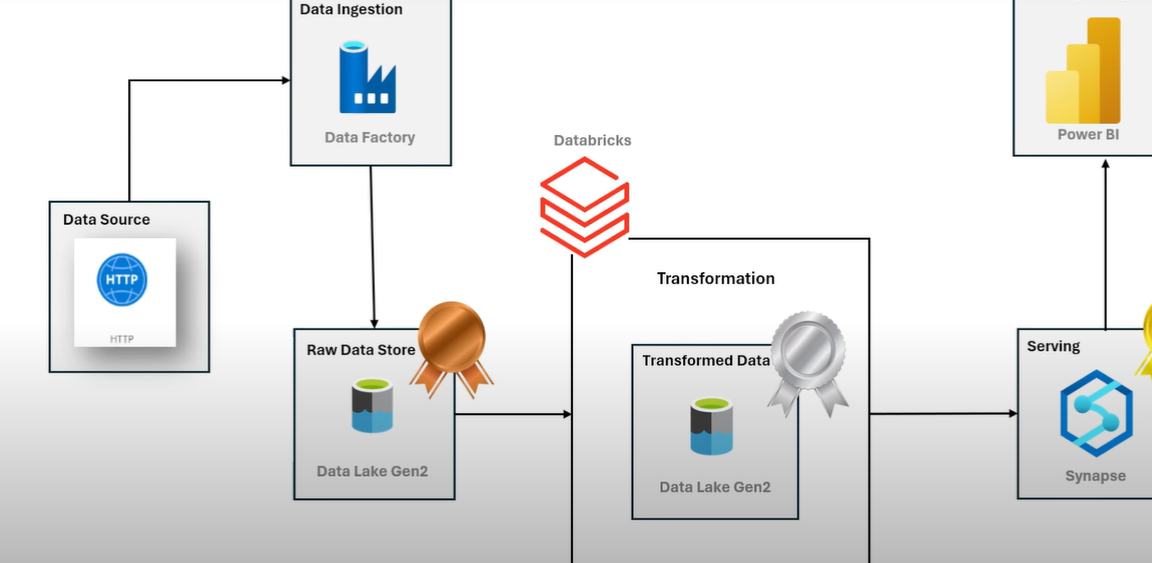 Data Ingestion
Data Factory
Data Source
HTTP
HTTP
Raw Data Store
Data Lake Gen2
Databricks
Transformation
Transformed Data
Data Lake Gen2
Power BI
Serving
Synapse